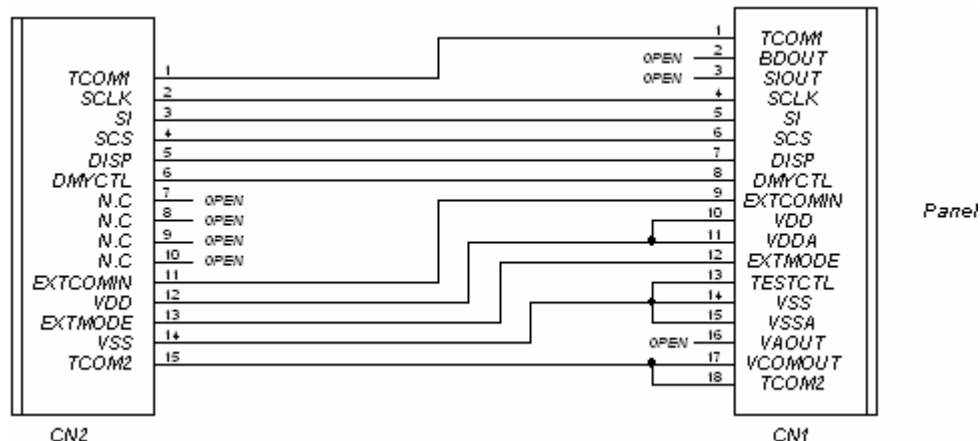 1 TCOM1
OPEN 2 BDOUT
TCOM1 1 OPEN 3 SIOUT
SCLK 2 4 SCLK
SI 3 5 SI
SCS 4 6 SCS
DISP 5 7 DISP
DMYCTL 6 8 DMYCTL
N.C 7 OPEN 9 EXTCOMIN
N.C 8 OPEN 10 VDD
Panel
N.C 9 OPEN 11 VDDA
N.C 10 OPEN 12 EXTMODE
EXTCOMIN 11 13 TESTCTL
VDD 12 14 VSS
EXTMODE 13 15 VSSA
VSS 14 OPEN 16 VAOUT
TCOM2 15 17 VCOMOUT
18 TCOM2
CN2 CN1